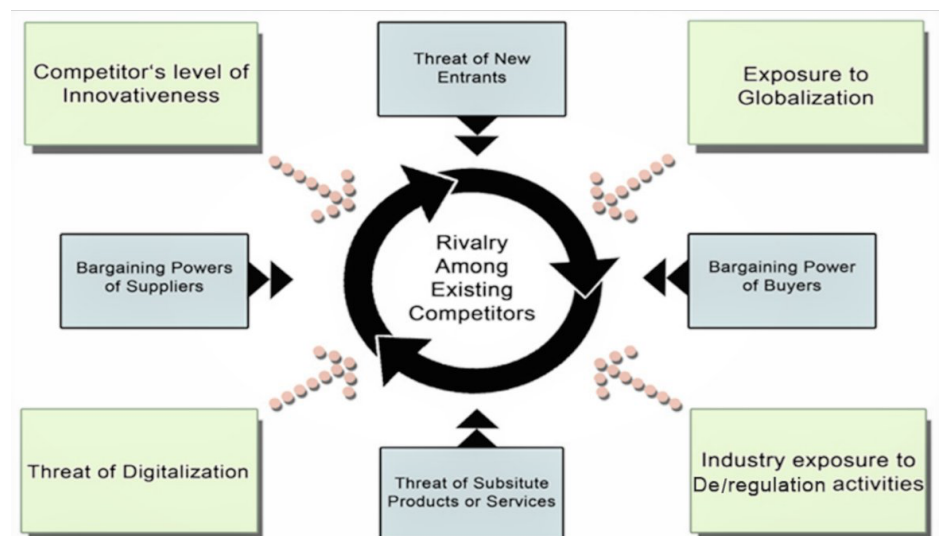 Competitor's level of
Innovativeness
Threat of New
Entrants
Exposure to
Globalization
Bargaining Powers
of Suppliers
Rivalry
Among
Existing
Competitors
Bargaining Power
of Buyers
Threat of Digitalization
Threat of Subsitute
Products or Services
Industry exposure to
De/regulation activities